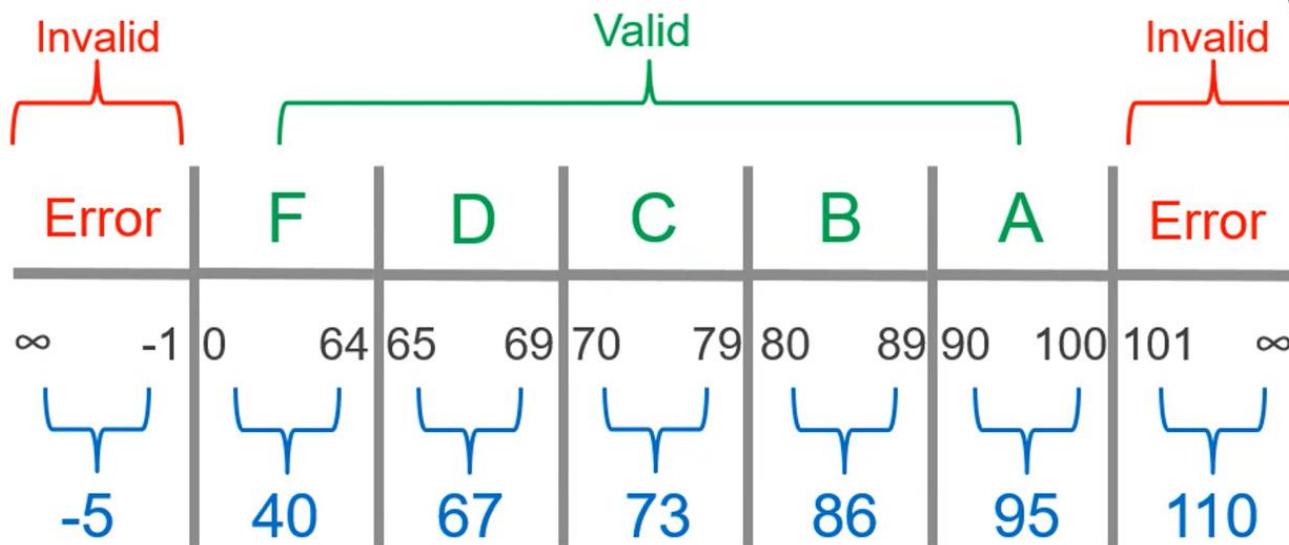 Invalid Valid Invalid
Error F D C B A Error
∞ -1 0 64 65 69 70 79 80 89 90 100 101 ∞
-5 40 67 73 86 95 110